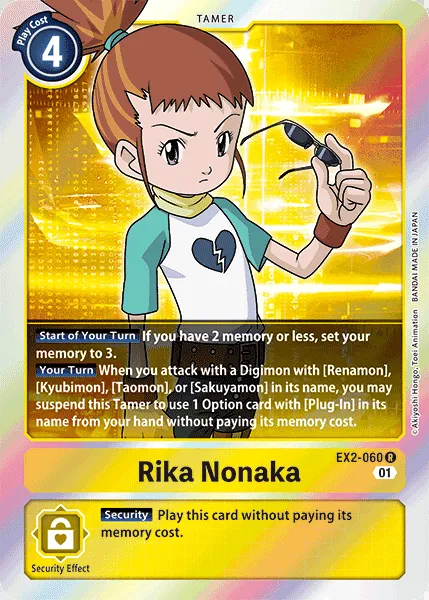 TAMER
Play Cost
4
Start of Your Turn If you have 2 memory or less, set your
memory to 3.
Your Turn When you attack with a Digimon with [Renamon],
[Kyubimon], [Taomon], or [Sakuyamon] in its name, you may
suspend this Tamer to use 1 Option card with [Plug-In] in its
name from your hand without paying its memory cost.
©Akiyoshi Hongo, Toei Animation BANDAI MADE IN JAPAN
EX2-060 R
Rika Nonaka
01
Security Play this card without paying its
memory cost.
Security Effect